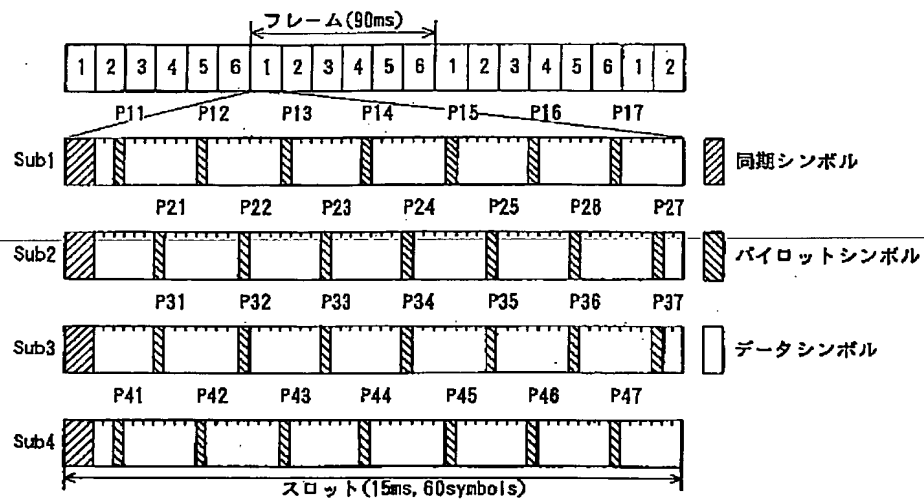 フレーム(90ms)
1 2 3 4 5 6 1 2 3 4 5 6 1 2 3 4 5 6 1 2
P11 P12 P13 P14 P15 P16 P17
Sub1
同期シンボル
P21 P22 P23 P24 P25 P26 P27
Sub2
パイロットシンボル
P31 P32 P33 P34 P35 P36 P37
Sub3
データシンボル
P41 P42 P43 P44 P45 P46 P47
Sub4
スロット(15ms, 60symbols)